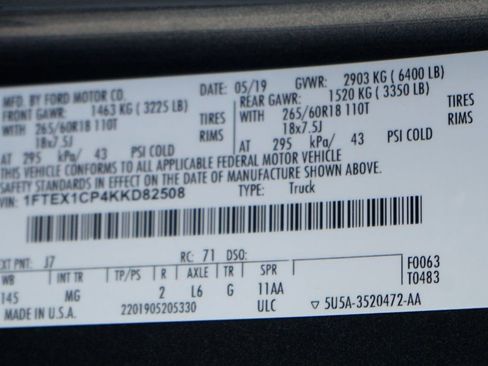 MFD. BY FORD MOTOR CO. DATE: 05/19 GVWR: 2903 KG ( 6400 LB)
FRONT GAWR: 1463 KG ( 3225 LB) REAR GAWR: 1520 KG ( 3350 LB)
WITH 265/60R18 110T TIRES WITH 265/60R18 110T TIRES
18x7.5J RIMS 18x7.5J RIMS
AT 295 kPa/ 43 PSI COLD AT 295 kPa/ 43 PSI COLD
THIS VEHICLE CONFORMS TO ALL APPLICABLE FEDERAL MOTOR VEHICLE
SAFETY STANDARDS IN EFFECT ON THE DATE OF MANUFACTURE SHOWN ABOVE.
VIN: 1FTEX1CP4KKD82508 TYPE: Truck
EXT PNT: J7 RC: 71 DSO:
WB INT TR TP/PS R AXLE TR SPR F0063
145 MG 2 L6 G 11AA T0483
MADE IN U.S.A. 2201905205330 ULC ▽ 5U5A-3520472-AA